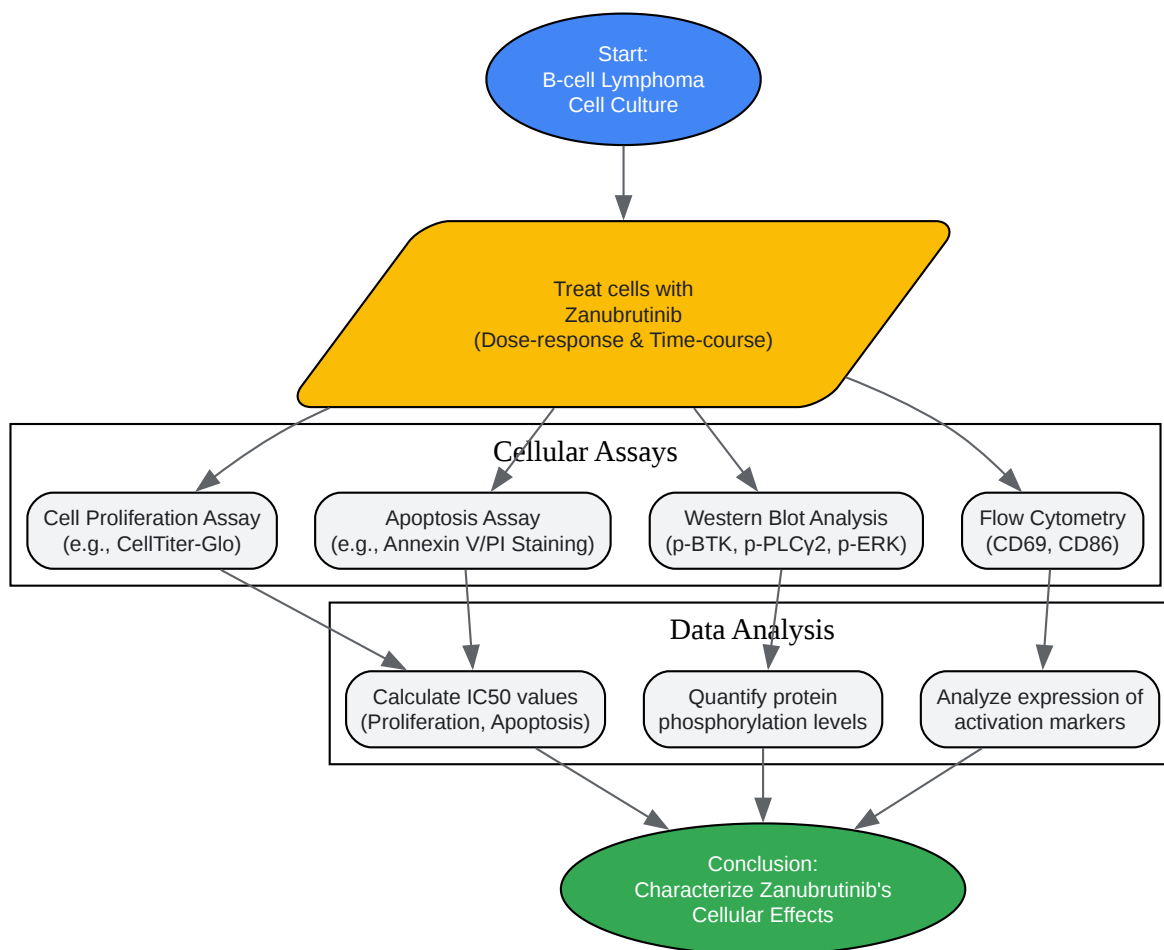 Start:
B-cell Lymphoma
Cell Culture
Treat cells with
Zanubrutinib
(Dose-response & Time-course)
Cellular Assays
Cell Proliferation Assay
(e.g., CellTiter-Glo)
Apoptosis Assay
(e.g., Annexin V/PI Staining)
Western Blot Analysis
(p-BTK, p-PLCγ2, p-ERK)
Flow Cytometry
(CD69, CD86)
Data Analysis
Calculate IC50 values
(Proliferation, Apoptosis)
Quantify protein
phosphorylation levels
Analyze expression of
activation markers
Conclusion:
Characterize Zanubrutinib's
Cellular Effects